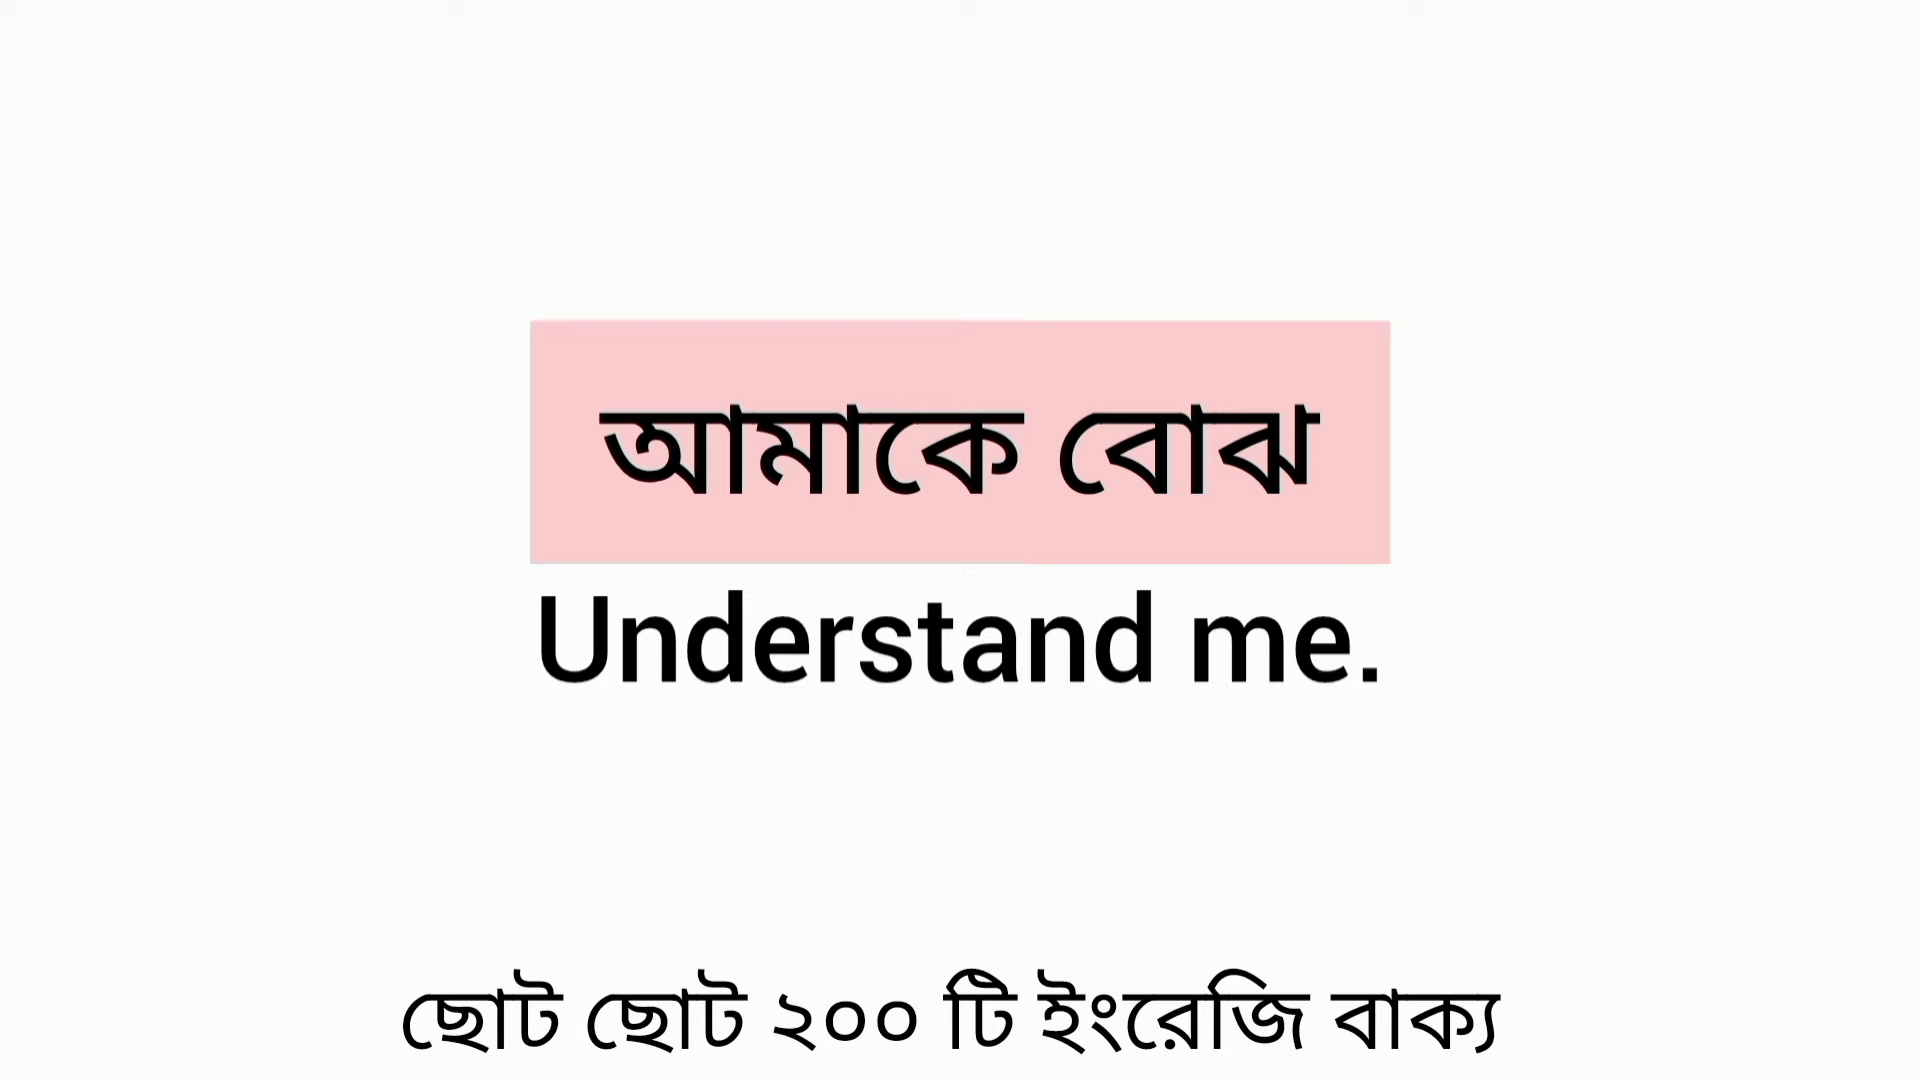 আমাকে বোঝ
Understand me.
ছোট ছোট ২০০ টি ইংরেজি বাক্য